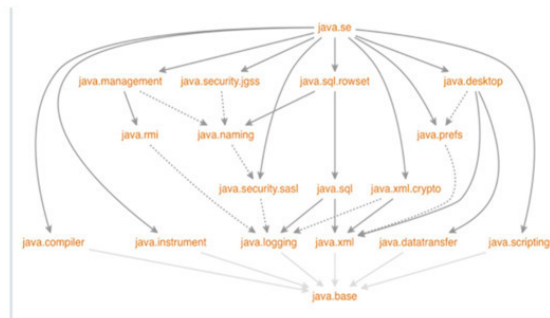 java.se
java.management java.security.jgss java.sql.rowset java.desktop
java.rmi java.naming java.prefs
java.security.sasl java.sql java.xml.crypto
java.compiler java.instrument java.logging java.xml java.datatransfer java.scripting
java.base